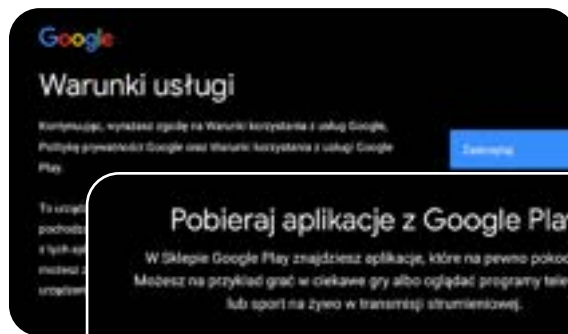 Google
Warunki usługi
Kontynuując, wyrażasz zgodę na Warunki korzystania z usług Google,
Politykę prywatności Google oraz Warunki korzystania z usługi Google
Play.
Pobieraj aplikacje z Google Play
W Sklepie Google Play znajdziesz aplikacje, które na pewno
Możesz na przykład grać w ciekawe gry albo oglądać programy
lub sport na żywo w transmisji strumieniowej.